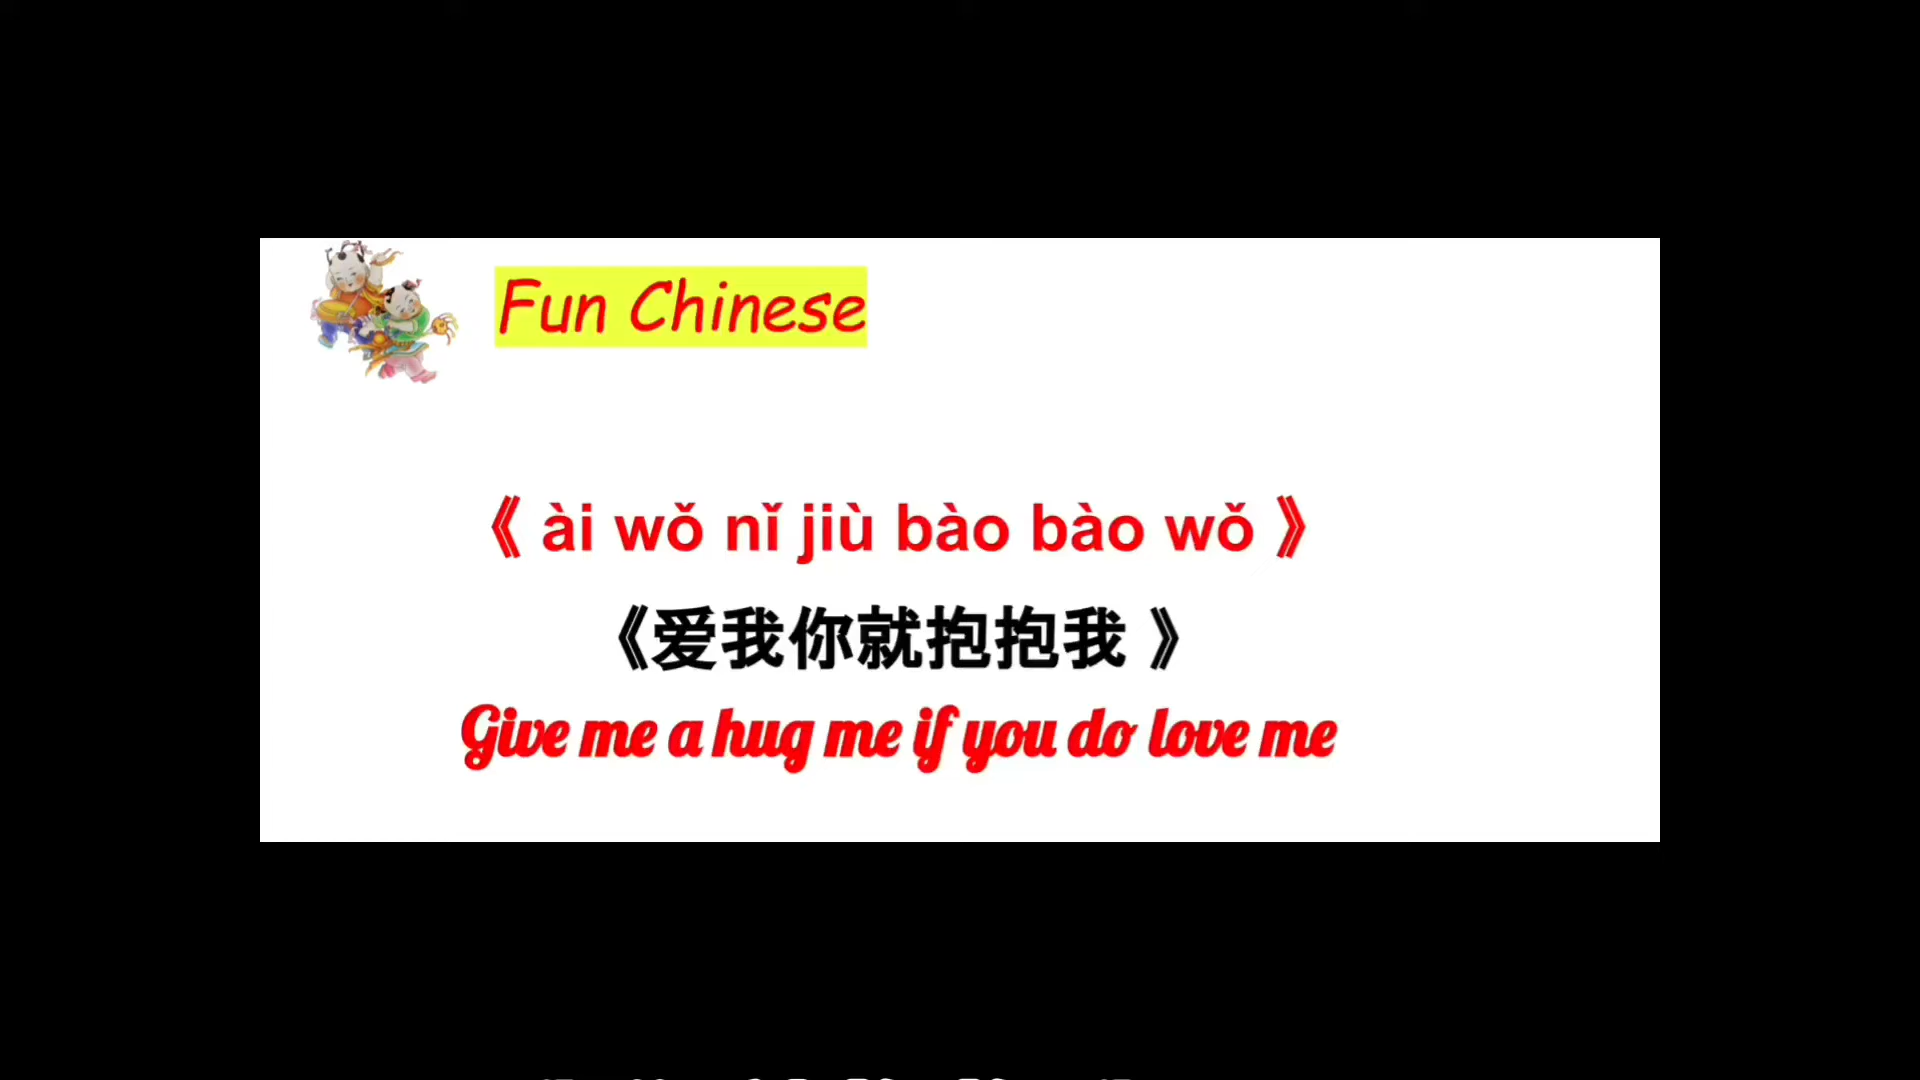 Fun Chinese
《 ài wǒ nǐ jiù bào bào wǒ 》
《爱我你就抱抱我 》
Give me a hug me if you do love me